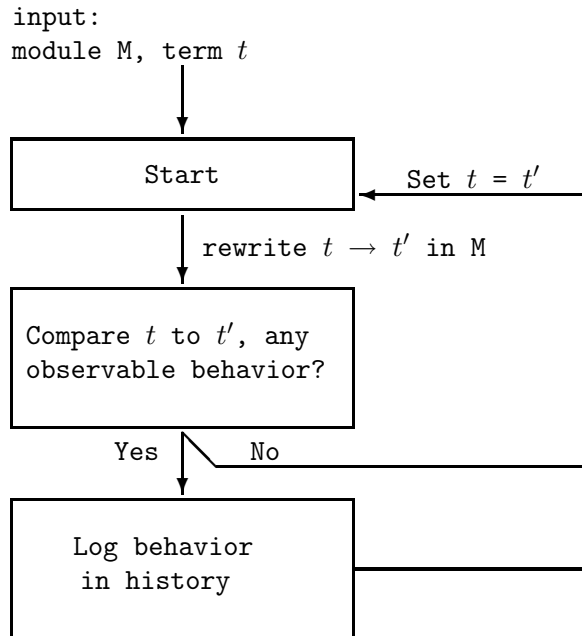 input:
module M, term t
Start
Set t = t′
rewrite t → t′ in M
Compare t to t′, any
observable behavior?
Yes
No
Log behavior
in history